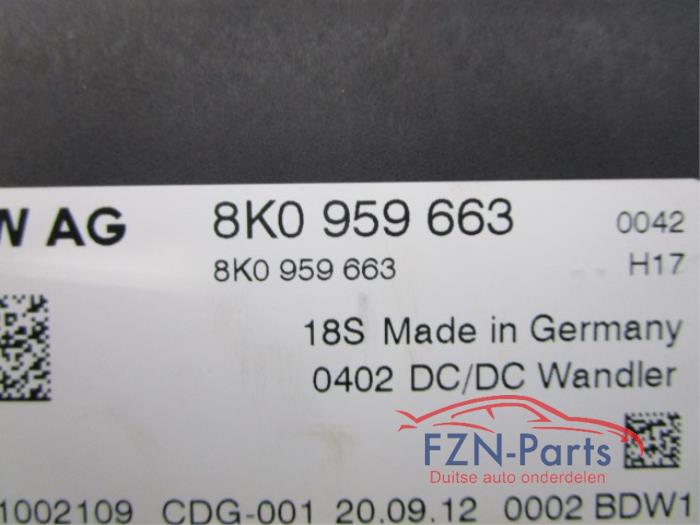 W AG 8K0 959 663 0042
8K0 959 663 H17
18S Made in Germany
0402 DC/DC Wandler
FZN-Parts
Duitse auto onderdelen
1002109 CDG-001 20.09.12 0002 BDW1